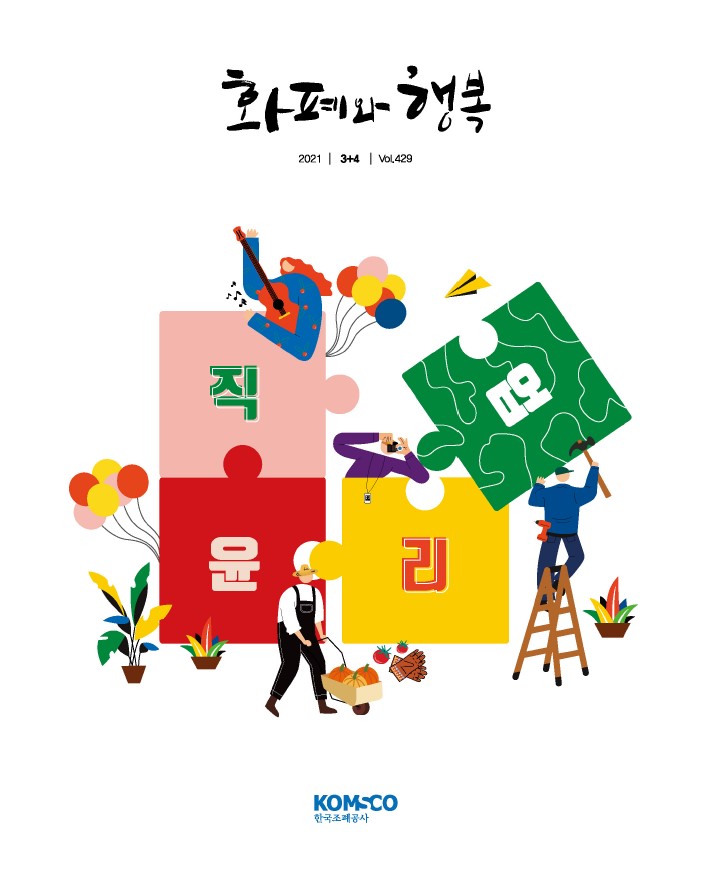 화폐와 행복
2021 | 3+4 | Vol.429
직 업
윤 리
KOMSCO
한국조폐공사